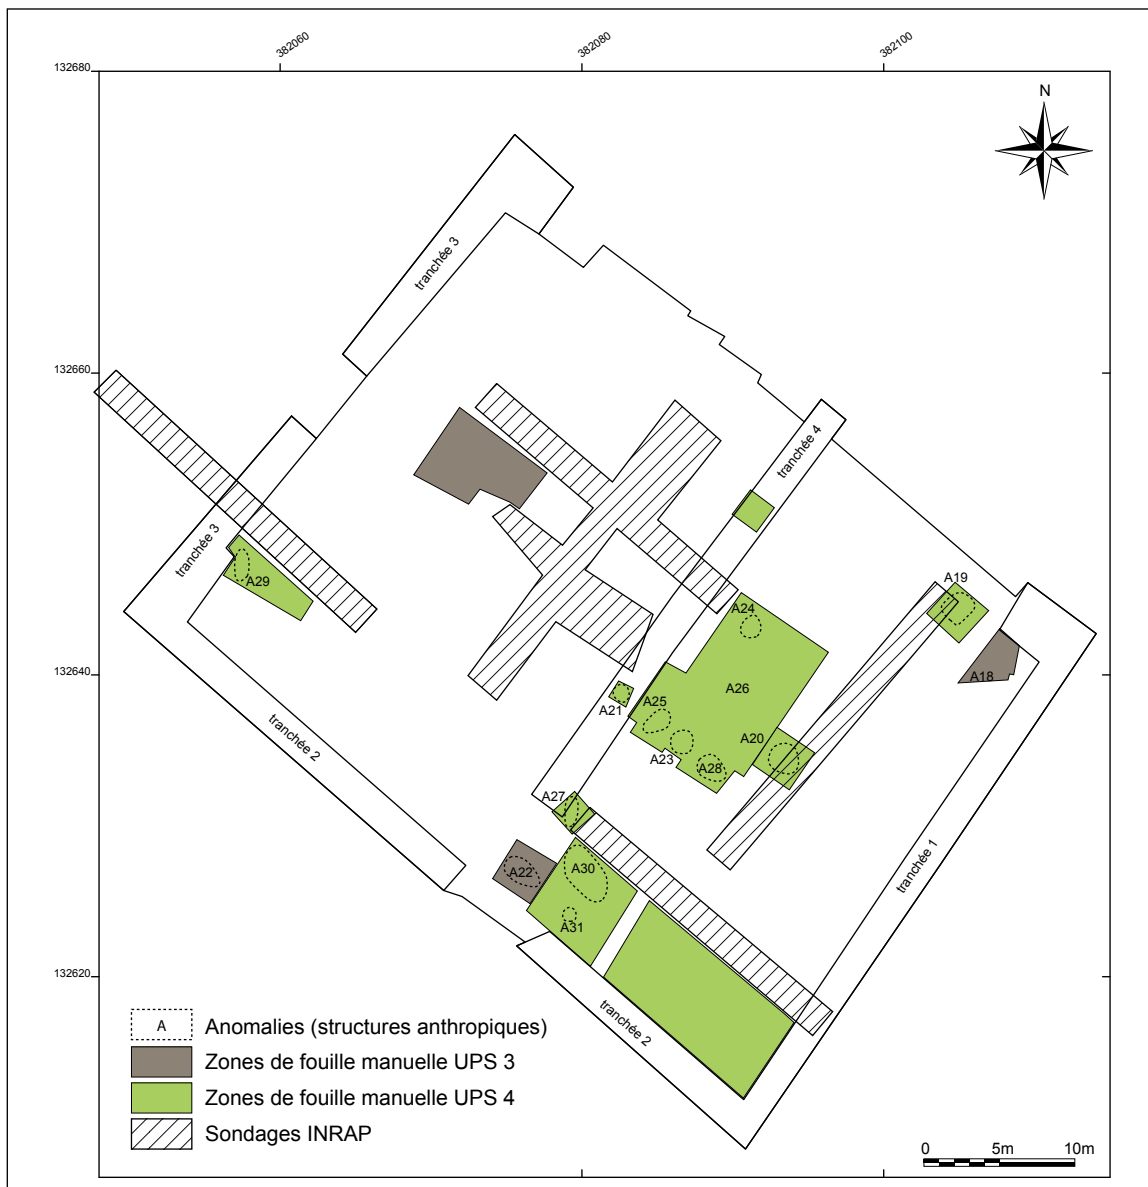 382060
382080
382100
132680
N
tranchée 3
132660
tranchée 4
tranchée 3
A29
A19
A24
A18
132640
A26
A21
A25
A20
A23
A28
tranchée 2
A27
tranchée 1
A22
A30
A31
132620
tranchée 2
A Anomalies (structures anthropiques)
Zones de fouille manuelle UPS 3
Zones de fouille manuelle UPS 4
Sondages INRAP
0 5m 10m